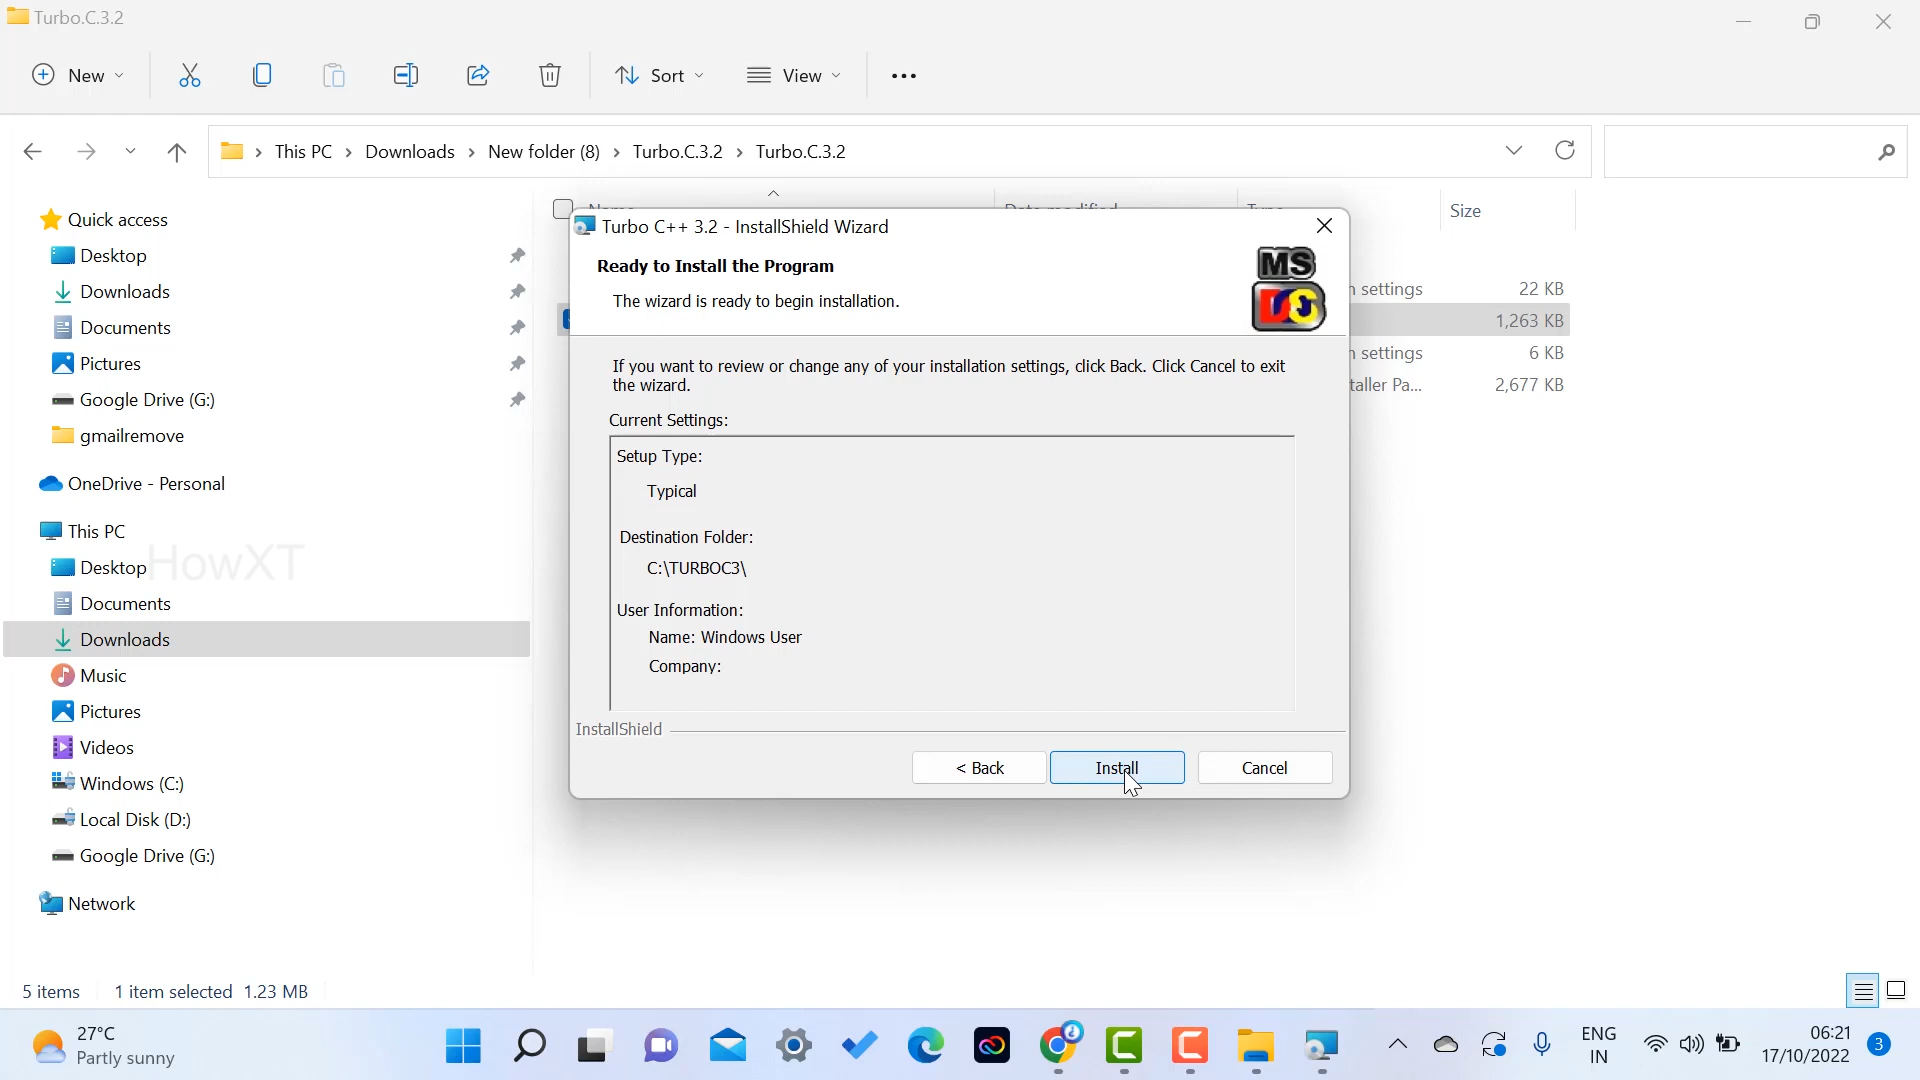 Turbo.C.3.2
New
Sort
View
This PC > Downloads > New folder (8) > Turbo.C.3.2 > Turbo.C.3.2
Quick access
Desktop
Downloads
Documents
Pictures
Google Drive (G:)
gmailremove
OneDrive - Personal
This PC
Desktop
HowXT
Documents
Downloads
Music
Pictures
Videos
Windows (C:)
Local Disk (D:)
Google Drive (G:)
Network
Size
settings 22 KB
1,263 KB
settings 6 KB
taller Pa... 2,677 KB
Turbo C++ 3.2 - InstallShield Wizard
Ready to Install the Program
The wizard is ready to begin installation.
MS
DOS
If you want to review or change any of your installation settings, click Back. Click Cancel to exit
the wizard.
Current Settings:
Setup Type:
Typical
Destination Folder:
C:\TURBOC3\
User Information:
Name: Windows User
Company:
InstallShield
< Back
Install
Cancel
5 items 1 item selected 1.23 MB
27°C
Partly sunny
ENG
IN
06:21
17/10/2022
3